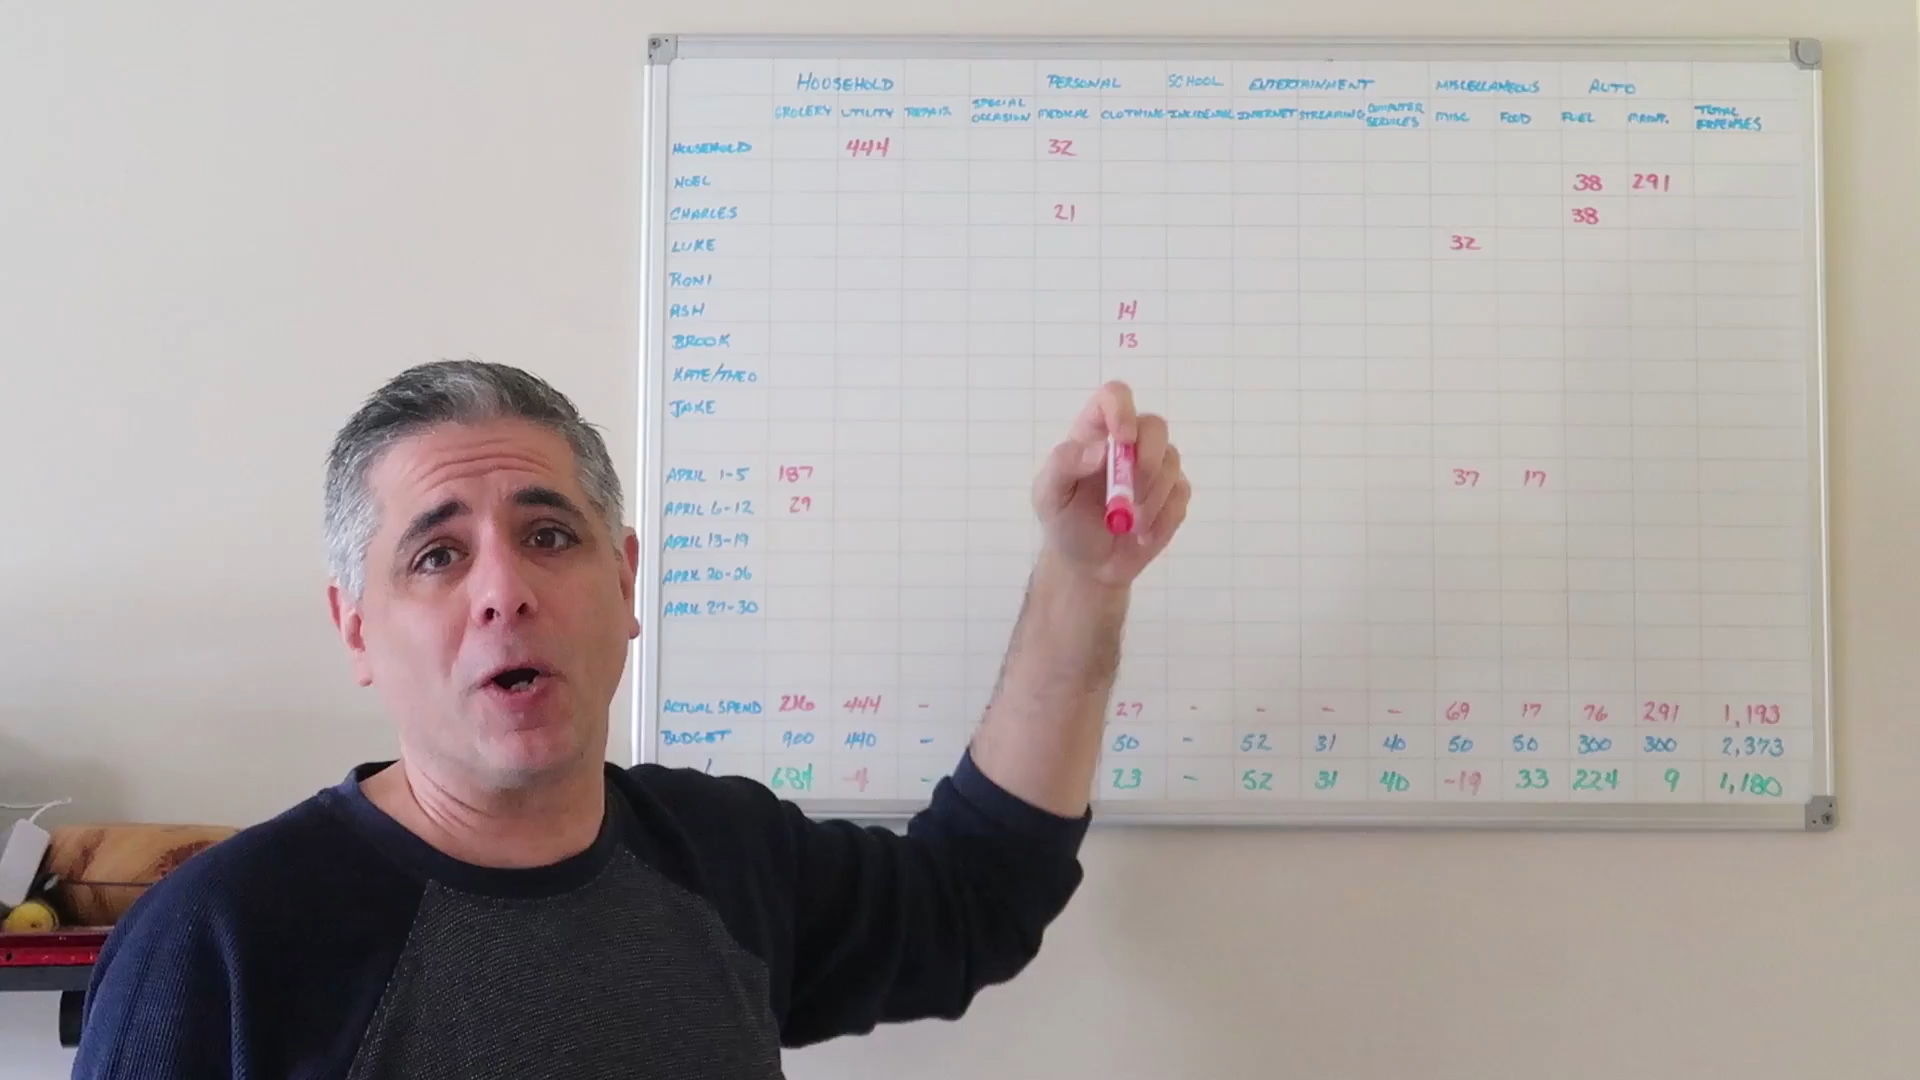 HOUSEHOLD PERSONAL SCHOOL ENTERTAINMENT MISCELLANEOUS AUTO
GROCERY UTILITY REPAIR SPECIAL OCCASION MEDICAL CLOTHING INCIDENTAL INTERNET STREAMING COMPUTER SERVICES MISC FOOD FUEL MAINT. TOTAL EXPENSES
HOUSEHOLD 444 32
NOEL 38 291
CHARLES 21 38
LUKE 32
RONI
ASH 14
BROOK 13
KATE/THEO
JAKE
APRIL 1-5 187 37 17
APRIL 6-12 29
APRIL 13-19
APRIL 20-26
APRIL 27-30
ACTUAL SPEND 216 444 - 27 - - - - 69 17 76 291 1,193
BUDGET 900 440 - 50 - 52 31 40 50 50 300 300 2,373
684 -4 - 23 - 52 31 40 -19 33 224 9 1,180